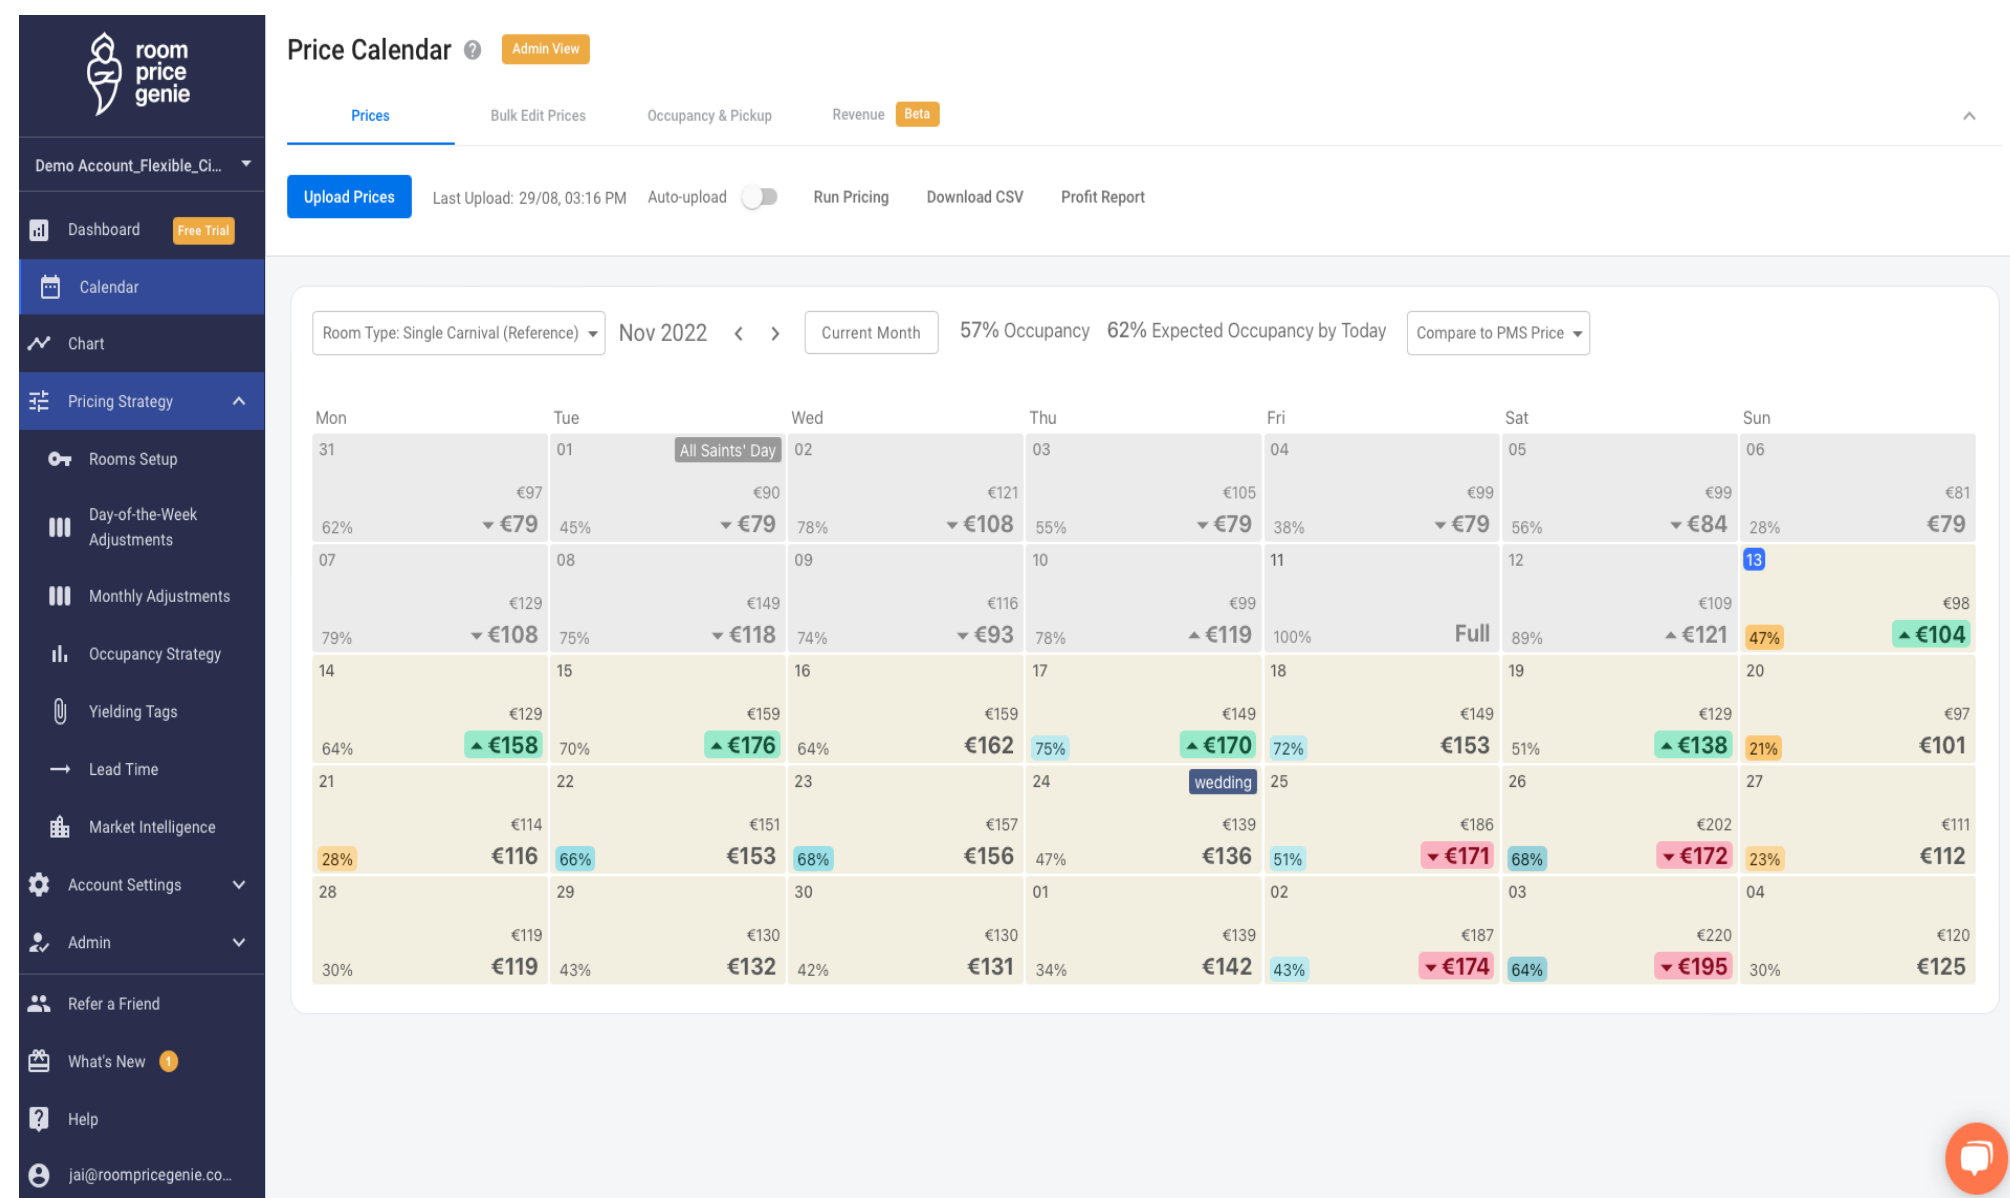 room
price
genie
Demo Account_Flexible_Ci...
Dashboard Free Trial
Calendar
Chart
Pricing Strategy
Rooms Setup
Day-of-the-Week
Adjustments
Monthly Adjustments
Occupancy Strategy
Yielding Tags
Lead Time
Market Intelligence
Account Settings
Admin
Refer a Friend
What's New 1
Help
jai@roompricegenie.co...
Price Calendar ? Admin View
Prices Bulk Edit Prices Occupancy & Pickup Revenue Beta
Upload Prices Last Upload: 29/08, 03:16 PM Auto-upload Run Pricing Download CSV Profit Report
Room Type: Single Carnival (Reference) Nov 2022 < > Current Month 57% Occupancy 62% Expected Occupancy by Today Compare to PMS Price
Mon Tue Wed Thu Fri Sat Sun
31 01 All Saints' Day 02 03 04 05 06
€97 €90 €121 €105 €99 €99 €81
62% €79 45% €79 78% €108 55% €79 38% €79 56% €84 28% €79
07 08 09 10 11 12 13
€129 €149 €116 €99 €109 €98
79% €108 75% €118 74% €93 78% €119 100% Full 89% €121 47% €104
14 15 16 17 18 19 20
€129 €159 €159 €149 €149 €129 €97
64% €158 70% €176 64% €162 75% €170 72% €153 51% €138 21% €101
21 22 23 24 wedding 25 26 27
€114 €151 €157 €139 €186 €202 €111
28% €116 66% €153 68% €156 47% €136 51% €171 68% €172 23% €112
28 29 30 01 02 03 04
€119 €130 €130 €139 €187 €220 €120
30% €119 43% €132 42% €131 34% €142 43% €174 64% €195 30% €125